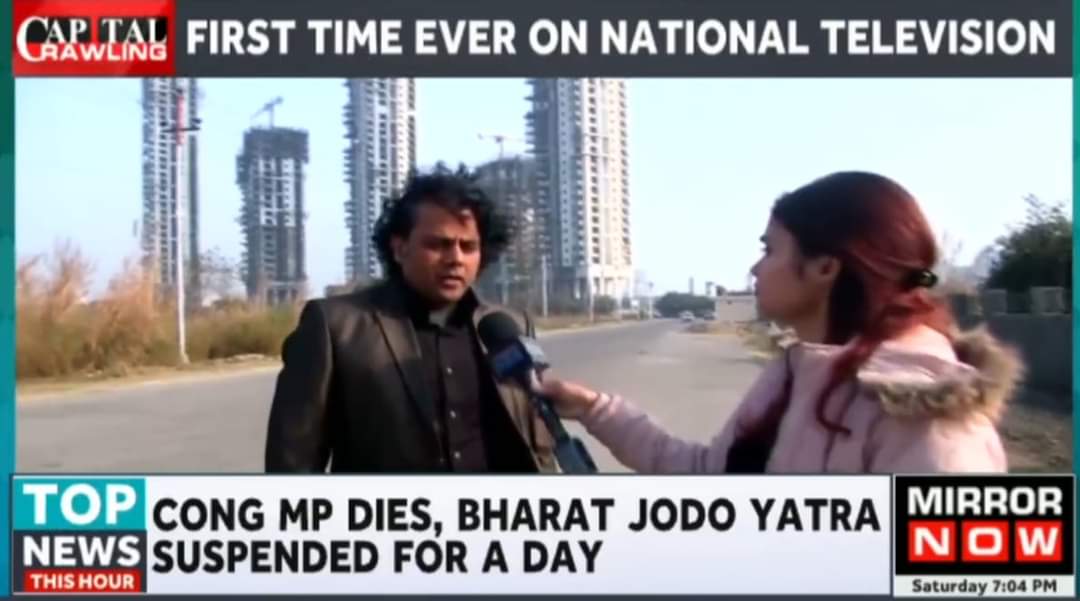 CAPITAL
CRAWLING
FIRST TIME EVER ON NATIONAL TELEVISION
TOP
NEWS
THIS HOUR
CONG MP DIES, BHARAT JODO YATRA
SUSPENDED FOR A DAY
MIRROR
NOW
Saturday 7:04 PM